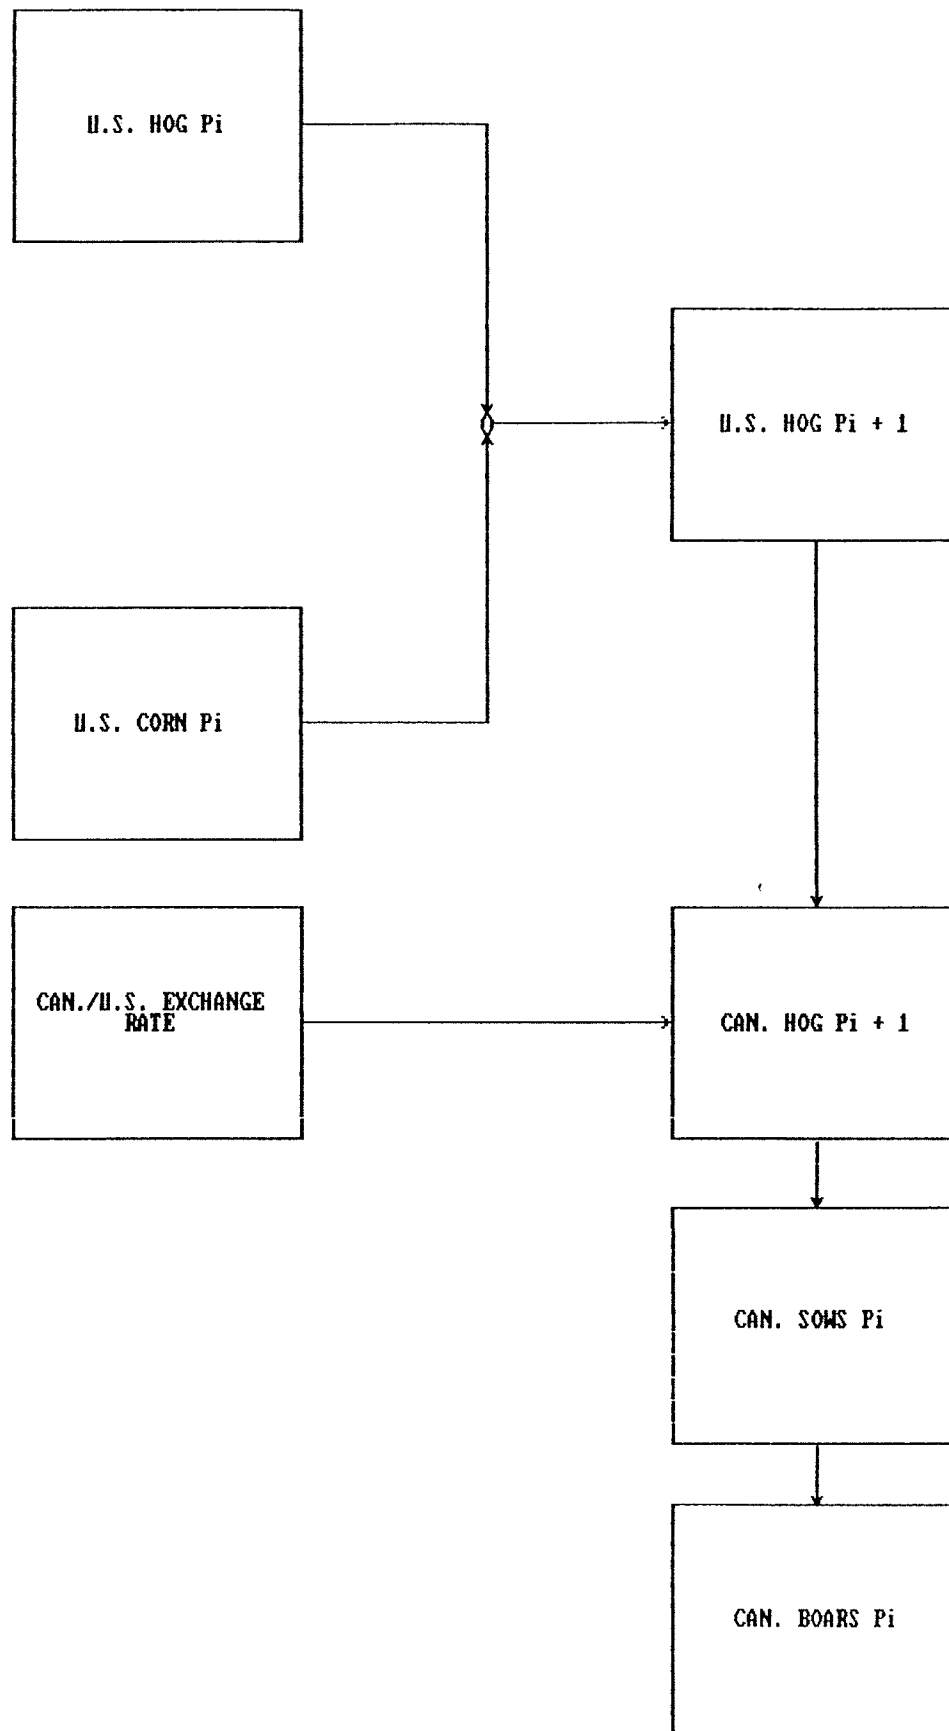 U.S. HOG Pi
U.S. HOG Pi + 1
U.S. CORN Pi
CAN./U.S. EXCHANGE
RATE
CAN. HOG Pi + 1
CAN. SOWS Pi
CAN. BOARS Pi